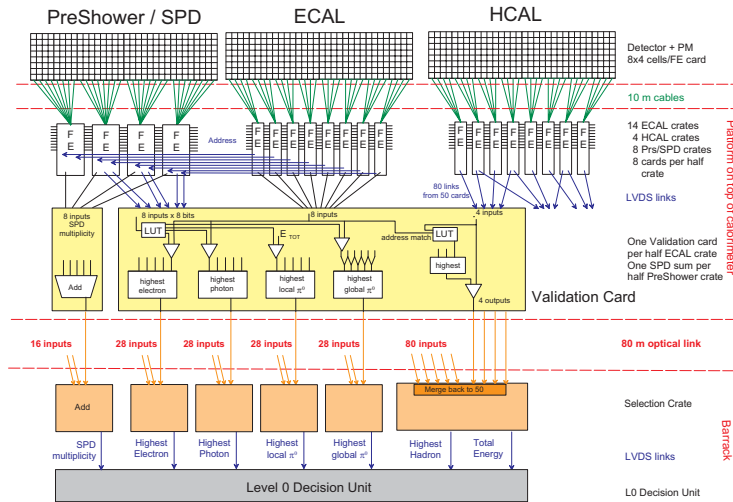 PreShower / SPD
ECAL
HCAL
Detector + PM
8x4 cells/FE card
10 m cables
F
E
F
E
F
E
F
E
Address
F
E
F
E
F
E
F
E
F
E
F
E
F
E
F
E
F
E
F
E
F
E
F
E
F
E
F
E
F
E
F
E
14 ECAL crates
4 HCAL crates
8 Prs/SPD crates
8 cards per half
crate
80 links
from 50 cards
LVDS links
Platform on top of calorimeter
8 inputs
SPD
multiplicity
Add
8 inputs x 8 bits
8 inputs
4 inputs
LUT
E TOT
address match
LUT
highest
highest
electron
highest
photon
highest
local π⁰
highest
global π⁰
4 outputs
Validation Card
One Validation card
per half ECAL crate
One SPD sum per
half PreShower crate
16 inputs
28 inputs
28 inputs
28 inputs
28 inputs
80 inputs
80 m optical link
Add
Merge back to 50
Selection Crate
Barrack
SPD
multiplicity
Highest
Electron
Highest
Photon
Highest
local π⁰
Highest
global π⁰
Highest
Hadron
Total
Energy
LVDS links
Level 0 Decision Unit
L0 Decision Unit